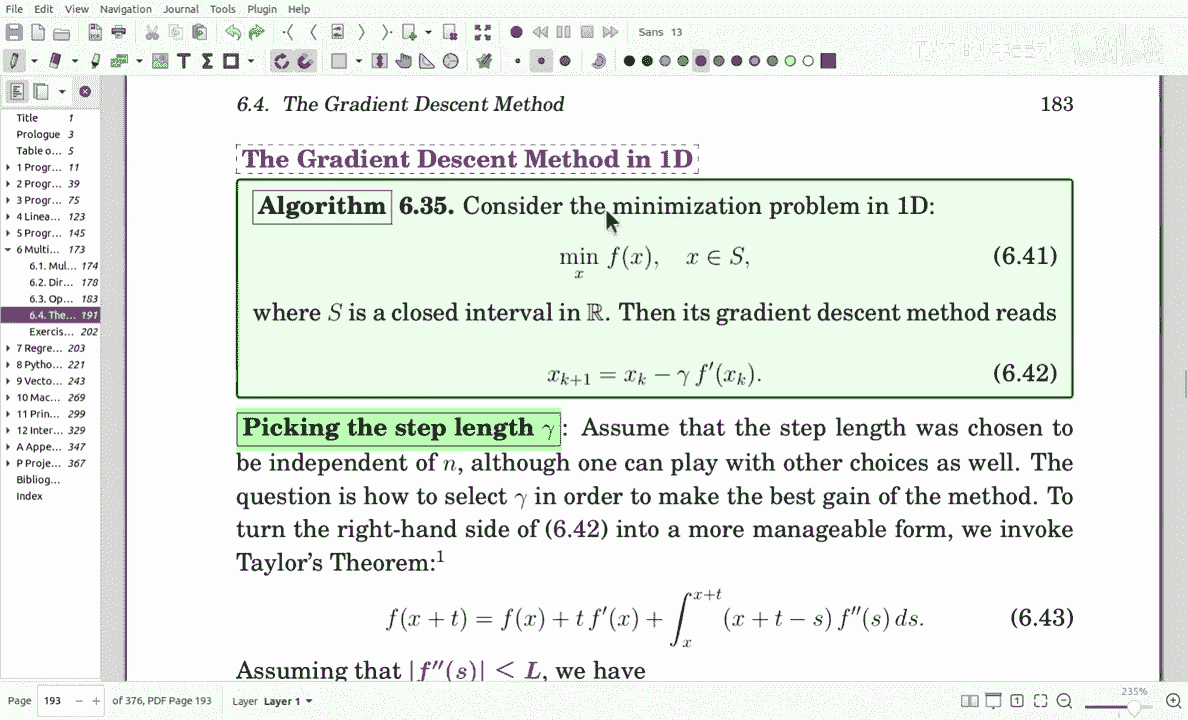 File Edit View Navigation Journal Tools Plugin Help
Sans 13
6.4. The Gradient Descent Method 183
Title 1
Prologue 3
Table o... 5
1 Progr... 11
2 Progr... 39
3 Progr... 75
4 Linea... 123
5 Progr... 145
6 Multi... 173
6.1. Mul... 174
6.2. Dir... 178
6.3. Op... 183
6.4. The... 191
Exercis... 202
7 Regre... 203
8 Pytho... 221
9 Vecto... 243
10 Mac... 269
11 Prin... 299
12 Inter... 329
A Appe... 347
P Proje... 367
Bibliog...
Index
The Gradient Descent Method in 1D
Algorithm 6.35. Consider the minimization problem in 1D:
min f(x), x ∈ S, (6.41)
x
where S is a closed interval in ℝ. Then its gradient descent method reads
xₖ₊₁ = xₖ − γ f′(xₖ). (6.42)
Picking the step length γ : Assume that the step length was chosen to
be independent of n, although one can play with other choices as well. The
question is how to select γ in order to make the best gain of the method. To
turn the right-hand side of (6.42) into a more manageable form, we invoke
Taylor's Theorem:¹
f(x + t) = f(x) + t f′(x) + ∫ₓˣ⁺ᵗ (x + t − s) f″(s) ds. (6.43)
Assuming that |f″(s)| ≤ L, we have
Page 193 − + of 376, PDF Page 193 Layer Layer 1 235%